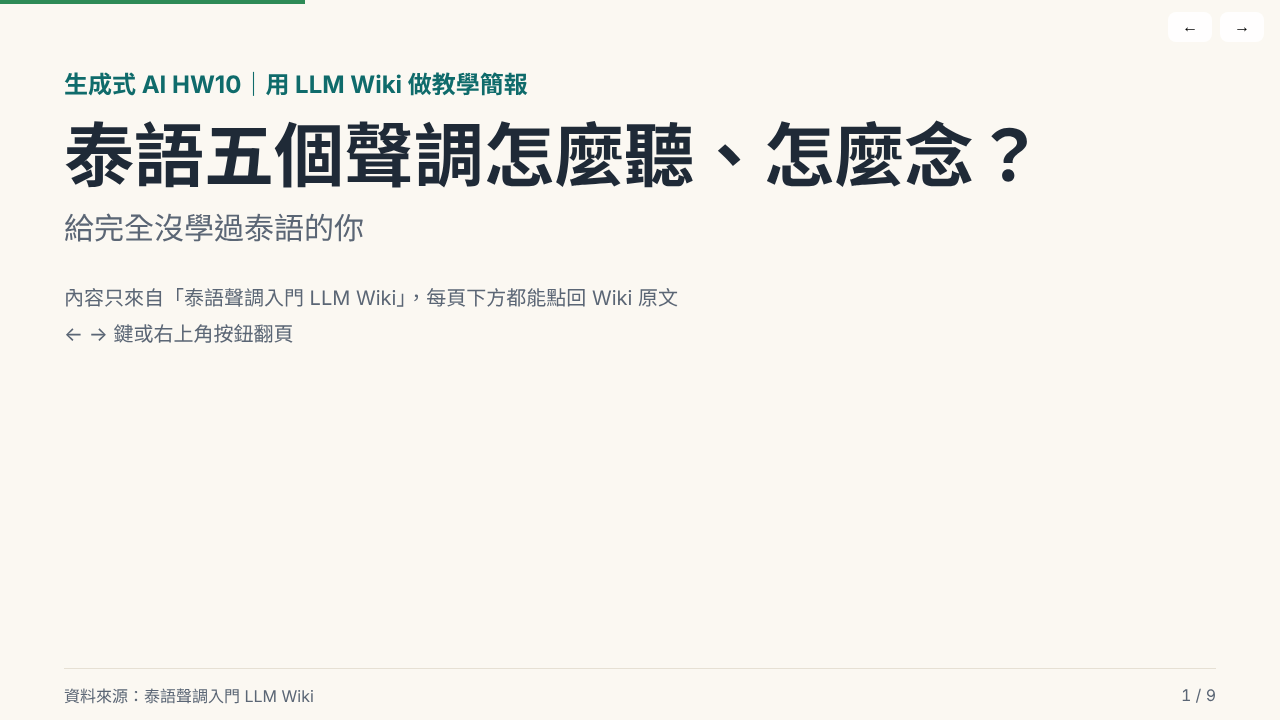 ← →
生成式 AI HW10｜用 LLM Wiki 做教學簡報
泰語五個聲調怎麼聽、怎麼念？
給完全沒學過泰語的你
內容只來自「泰語聲調入門 LLM Wiki」，每頁下方都能點回 Wiki 原文
← → 鍵或右上角按鈕翻頁
資料來源：泰語聲調入門 LLM Wiki
1 / 9